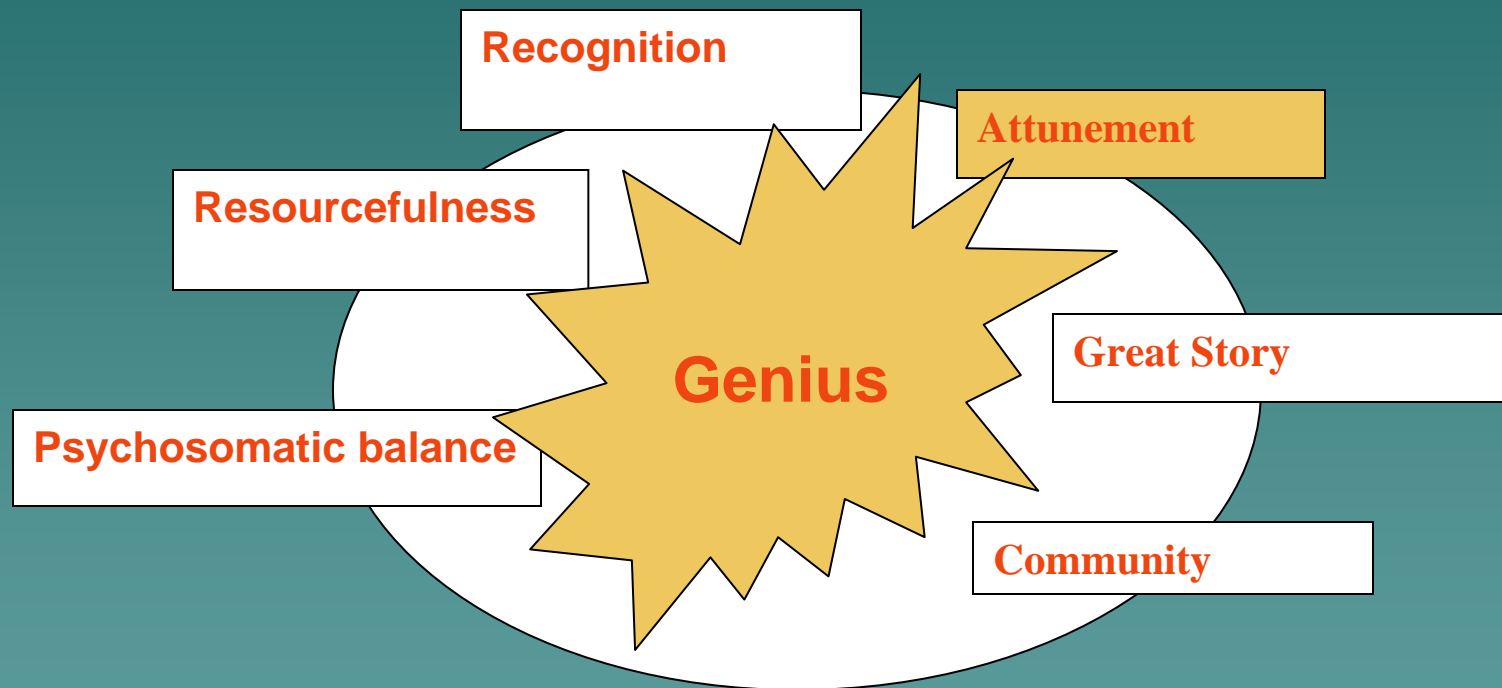 Recognition
Attunement
Resourcefulness
Great Story
Genius
Psychosomatic balance
Community